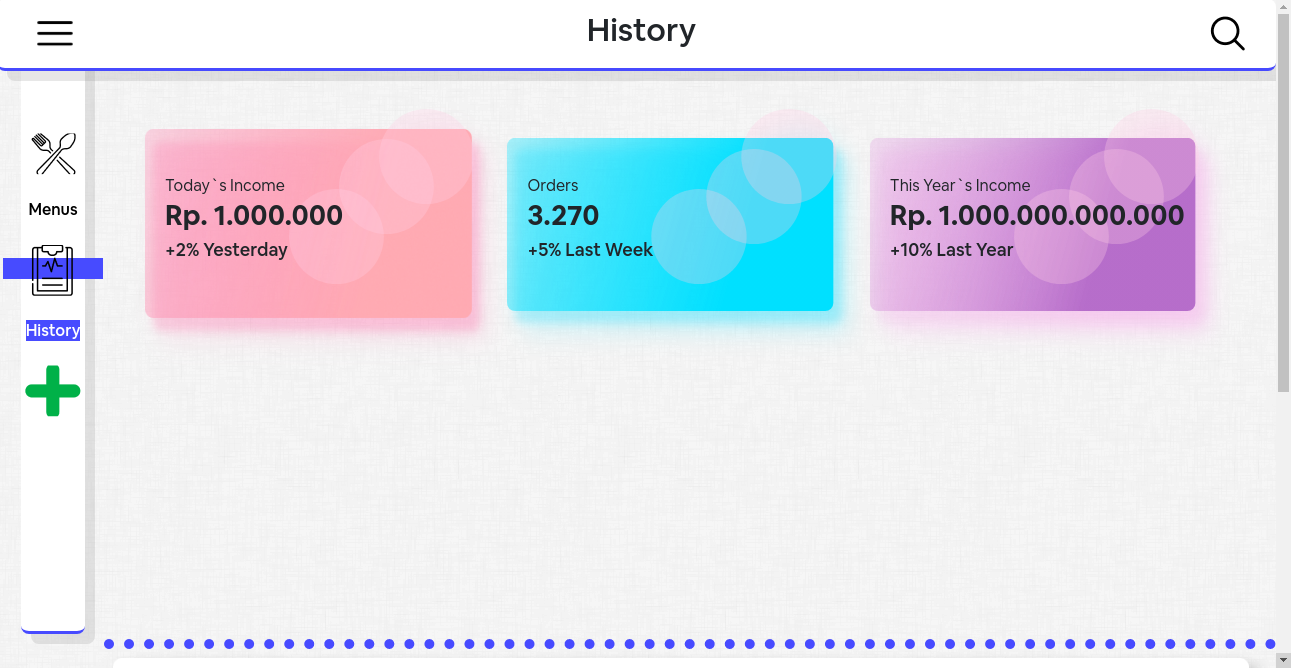 History
Menus
History
Today`s Income
Rp. 1.000.000
+2% Yesterday
Orders
3.270
+5% Last Week
This Year`s Income
Rp. 1.000.000.000.000
+10% Last Year